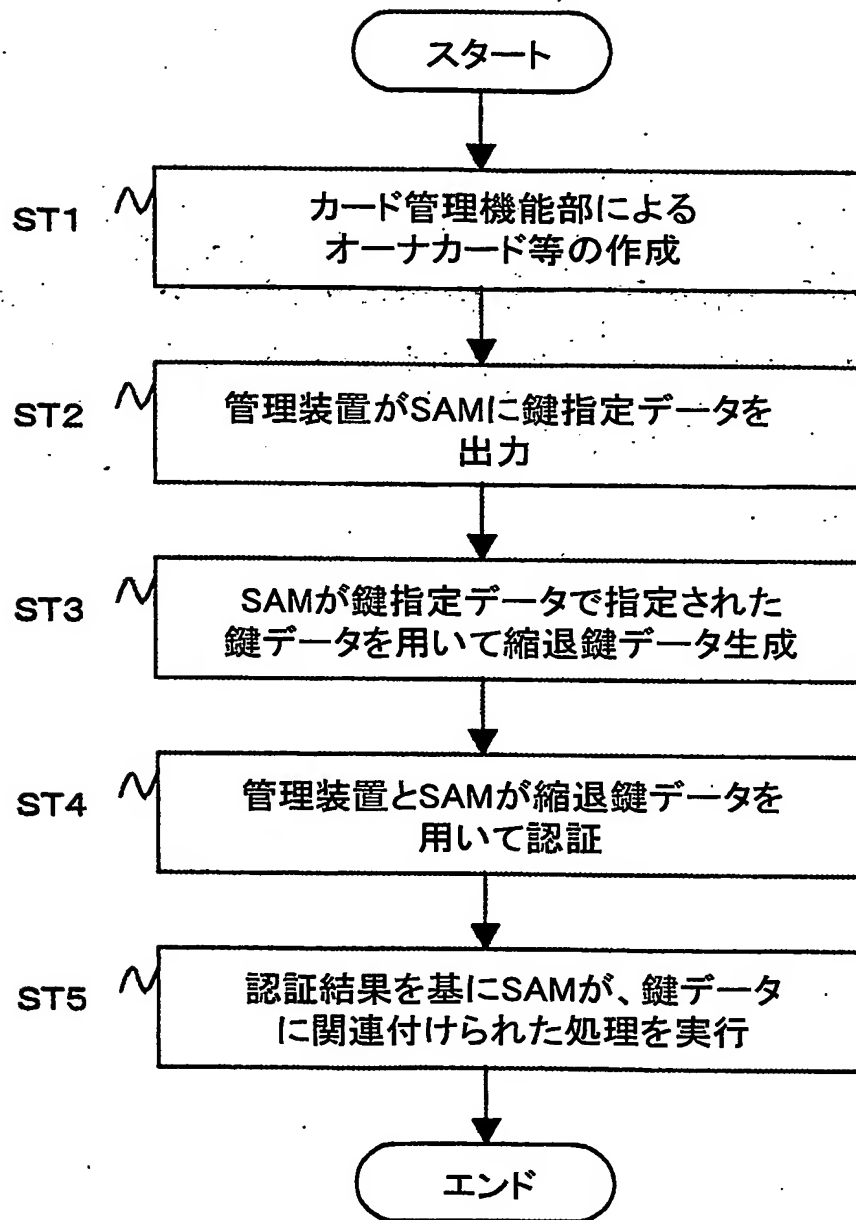 スタート
ST1
カード管理機能部による
オーナカード等の作成
ST2
管理装置がSAMに鍵指定データを
出力
ST3
SAMが鍵指定データで指定された
鍵データを用いて縮退鍵データ生成
ST4
管理装置とSAMが縮退鍵データを
用いて認証
ST5
認証結果を基にSAMが、鍵データ
に関連付けられた処理を実行
エンド